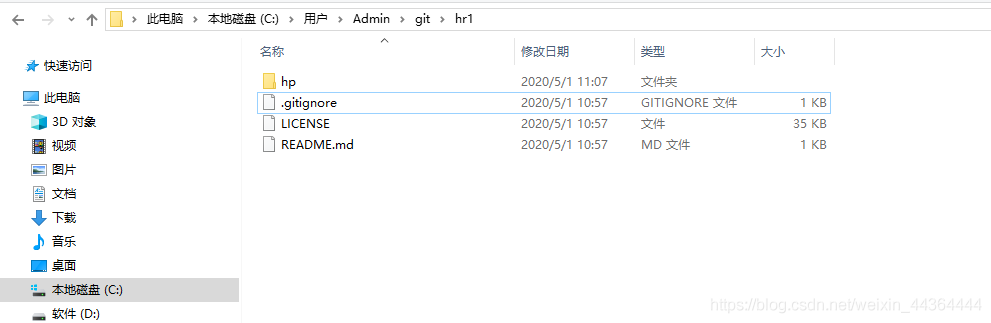 此电脑 本地磁盘 (C:) 用户 Admin git hr1
名称 修改日期 类型 大小
快速访问
此电脑
3D 对象
视频
图片
文档
下载
音乐
桌面
本地磁盘 (C:)
软件 (D:)
hp 2020/5/1 11:07 文件夹
.gitignore 2020/5/1 10:57 GITIGNORE 文件 1 KB
LICENSE 2020/5/1 10:57 文件 35 KB
README.md 2020/5/1 10:57 MD 文件 1 KB
https://blog.csdn.net/weixin_44364444